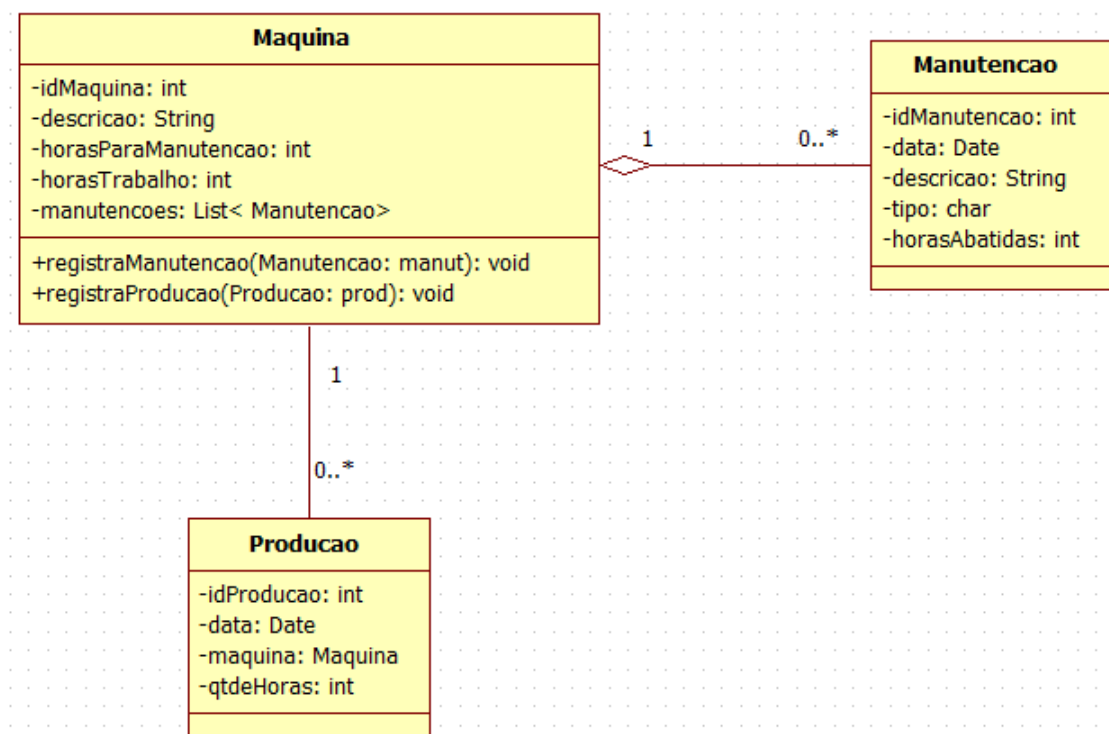 Maquina
-idMaquina: int
-descricao: String
-horasParaManutencao: int
-horasTrabalho: int
-manutencoes: List< Manutencao>
+registraManutencao(Manutencao: manut): void
+registraProducao(Producao: prod): void
1
0..*
Manutencao
-idManutencao: int
-data: Date
-descricao: String
-tipo: char
-horasAbatidas: int
1
0..*
Producao
-idProducao: int
-data: Date
-maquina: Maquina
-qtdeHoras: int